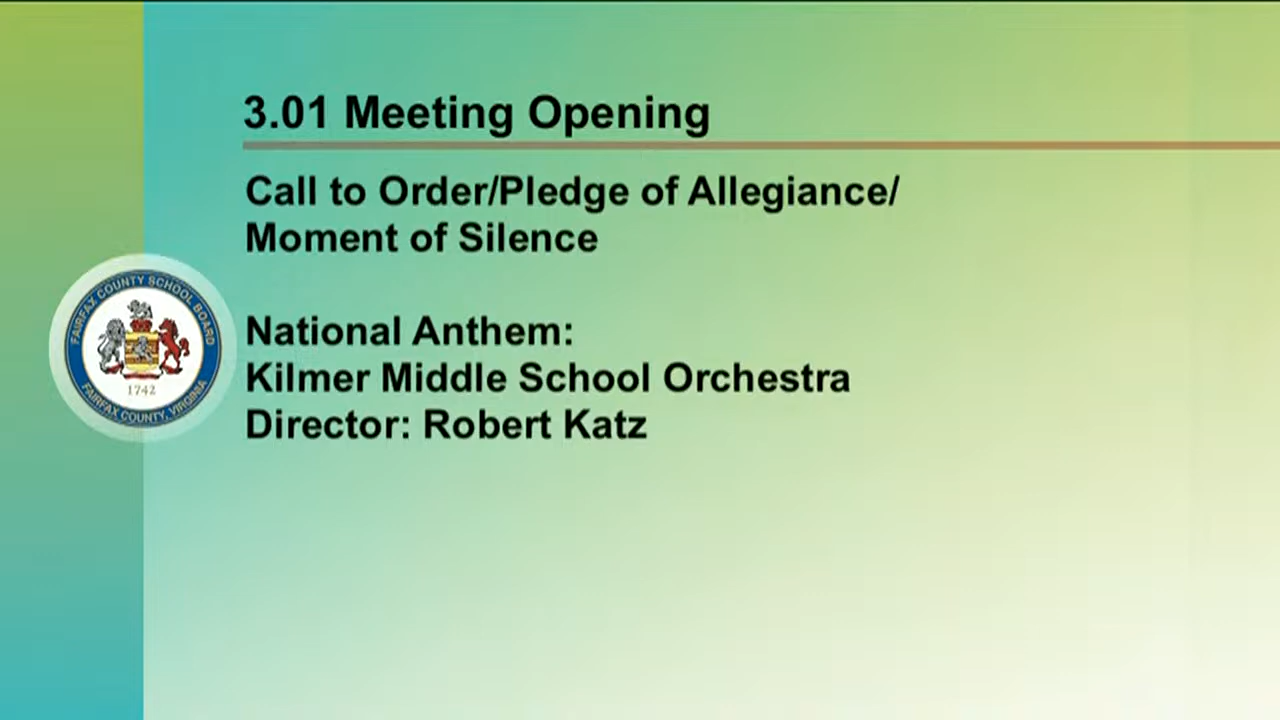 3.01 Meeting Opening
Call to Order/Pledge of Allegiance/
Moment of Silence
FAIRFAX COUNTY SCHOOL BOARD
1742
FAIRFAX COUNTY, VIRGINIA
National Anthem:
Kilmer Middle School Orchestra
Director: Robert Katz